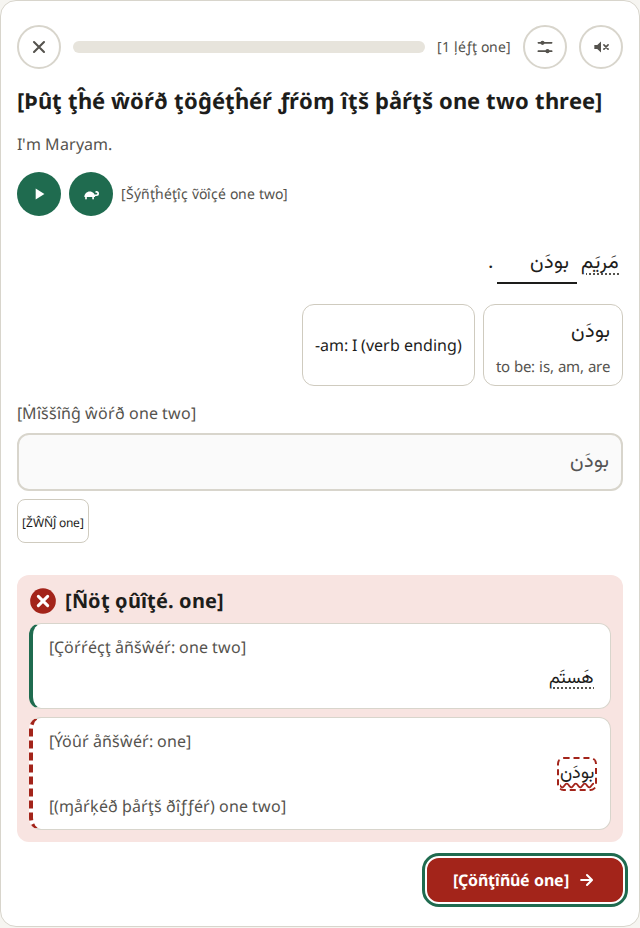 [1 ļéƒţ one]
[Þûţ ţĥé ŵöŕð ţöĝéţĥéŕ ƒŕöɱ îţš þåŕţš one two three]
I'm Maryam.
[Šýñţĥéţîç ṽöîçé one two]
مَریَم بودَن .
بودَن
to be: is, am, are
-am: I (verb ending)
[Ṁîššîñĝ ŵöŕð one two]
بودَن
[ŽŴÑĴ one]
[Ñöţ ǫûîţé. one]
[Çöŕŕéçţ åñšŵéŕ: one two]
هَستَم
[Ýöûŕ åñšŵéŕ: one]
بودَن
[(ɱåŕķéð þåŕţš ðîƒƒéŕ) one two]
[Çöñţîñûé one]